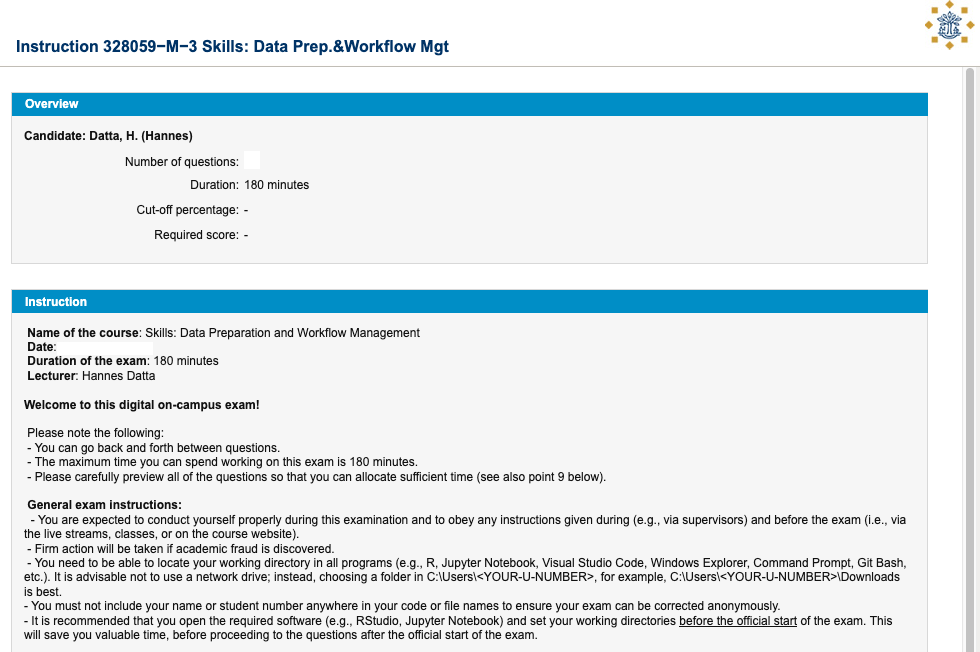 Instruction 328059−M−3 Skills: Data Prep.&Workflow Mgt
Overview
Candidate: Datta, H. (Hannes)
Number of questions:
Duration: 180 minutes
Cut-off percentage: -
Required score: -
Instruction
Name of the course: Skills: Data Preparation and Workflow Management
Date:
Duration of the exam: 180 minutes
Lecturer: Hannes Datta
Welcome to this digital on-campus exam!
Please note the following:
- You can go back and forth between questions.
- The maximum time you can spend working on this exam is 180 minutes.
- Please carefully preview all of the questions so that you can allocate sufficient time (see also point 9 below).
General exam instructions:
- You are expected to conduct yourself properly during this examination and to obey any instructions given during (e.g., via supervisors) and before the exam (i.e., via
the live streams, classes, or on the course website).
- Firm action will be taken if academic fraud is discovered.
- You need to be able to locate your working directory in all programs (e.g., R, Jupyter Notebook, Visual Studio Code, Windows Explorer, Command Prompt, Git Bash,
etc.). It is advisable not to use a network drive; instead, choosing a folder in C:\Users\<YOUR-U-NUMBER>, for example, C:\Users\<YOUR-U-NUMBER>\Downloads
is best.
- You must not include your name or student number anywhere in your code or file names to ensure your exam can be corrected anonymously.
- It is recommended that you open the required software (e.g., RStudio, Jupyter Notebook) and set your working directories before the official start of the exam. This
will save you valuable time, before proceeding to the questions after the official start of the exam.